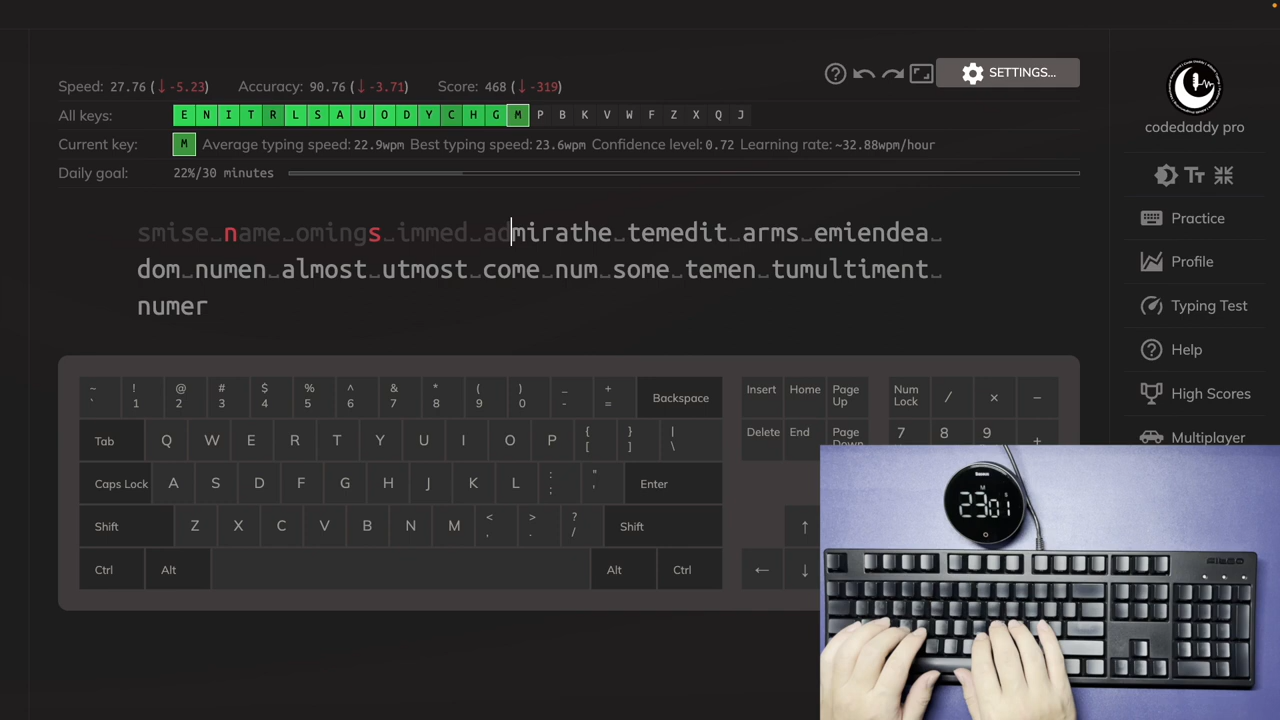 Speed: 27.76 (↓-5.23) Accuracy: 90.76 (↓-3.71) Score: 468 (↓-319)
SETTINGS...
All keys: E N I T R L S A U O D Y C H G M P B K V W F Z X Q J
codedaddy pro
Current key: M Average typing speed: 22.9wpm Best typing speed: 23.6wpm Confidence level: 0.72 Learning rate: ~32.88wpm/hour
Daily goal: 22%/30 minutes
smise name omings immed admirathe temedit arms emiendea
dom numen almost utmost come num some temen tumultiment
numer
Practice
Profile
Typing Test
Help
High Scores
Multiplayer
~ ! @ # $ % ^ & * ( ) _ +
` 1 2 3 4 5 6 7 8 9 0 - = Backspace
Insert Home Page Up Num Lock / × −
Tab Q W E R T Y U I O P { [ } ] | \
Delete End Page Down 7 8 9 +
Caps Lock A S D F G H J K L : ; " ' Enter
Shift Z X C V B N M < , > . ? / Shift ↑
Ctrl Alt Alt Ctrl ← ↓
Baseus
M S
23 01